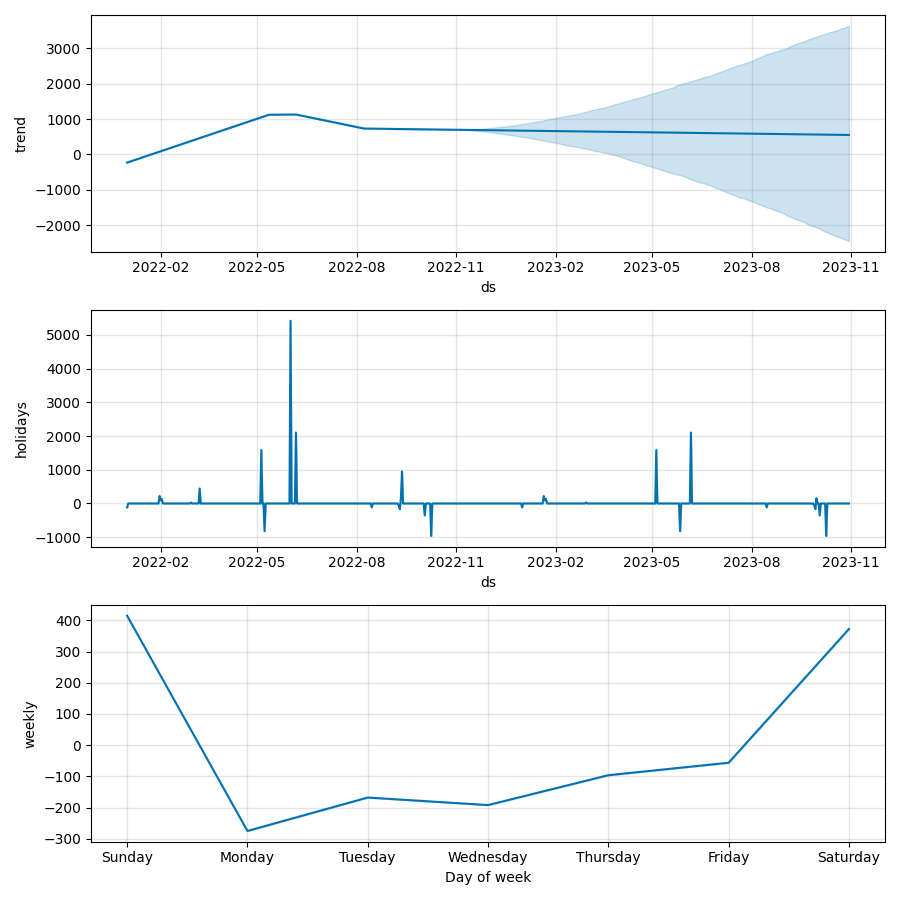 trend
3000
2000
1000
0
−1000
−2000
2022-02 2022-05 2022-08 2022-11 2023-02 2023-05 2023-08 2023-11
ds
holidays
5000
4000
3000
2000
1000
0
−1000
2022-02 2022-05 2022-08 2022-11 2023-02 2023-05 2023-08 2023-11
ds
weekly
400
300
200
100
0
−100
−200
−300
Sunday Monday Tuesday Wednesday Thursday Friday Saturday
Day of week